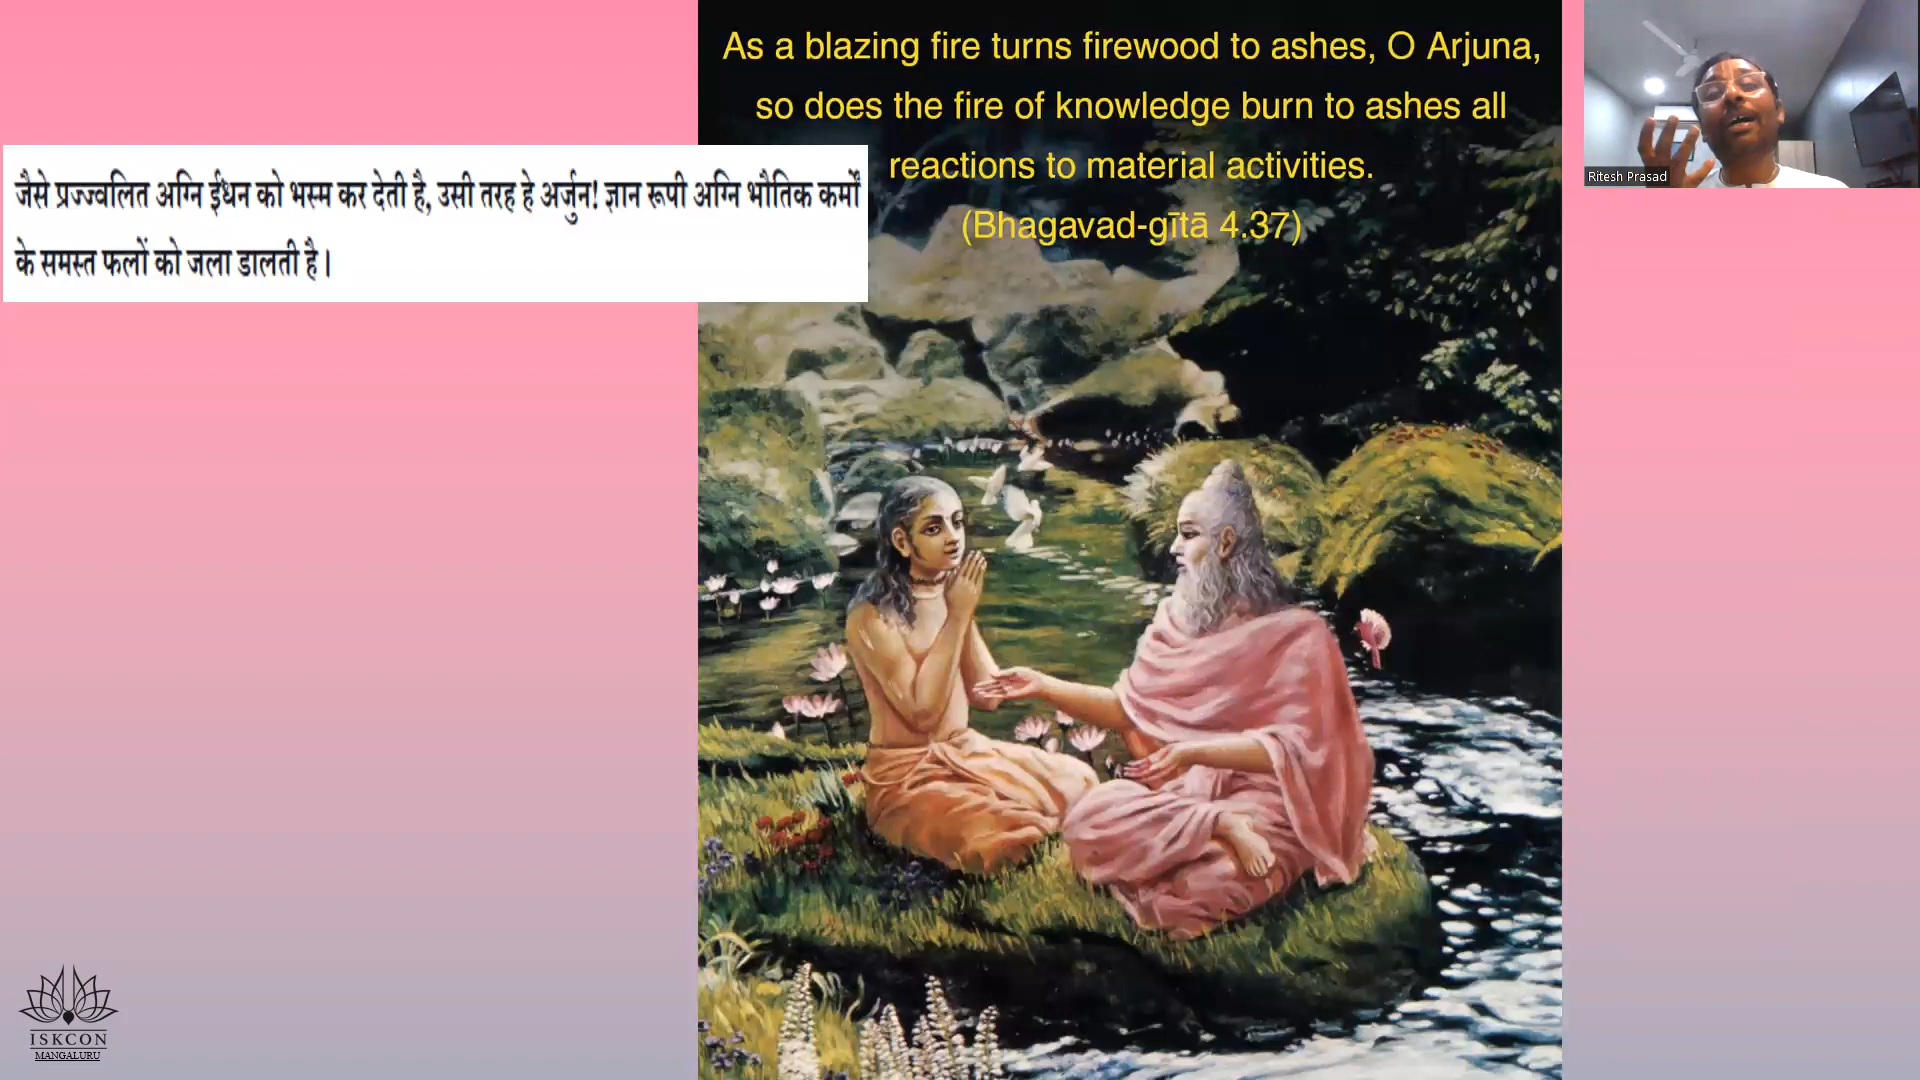 As a blazing fire turns firewood to ashes, O Arjuna,
so does the fire of knowledge burn to ashes all
reactions to material activities.
(Bhagavad-gītā 4.37)
जैसे प्रज्ज्वलित अग्नि ईंधन को भस्म कर देती है, उसी तरह हे अर्जुन! ज्ञान रूपी अग्नि भौतिक कर्मों
के समस्त फलों को जला डालती है।
Ritesh Prasad
ISKCON
MANGALURU